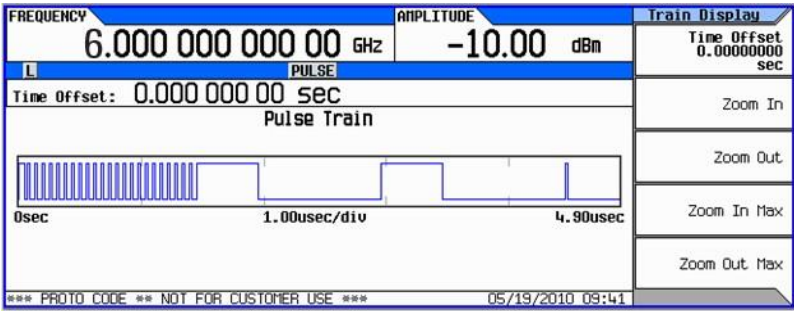 FREQUENCY
6.000 000 000 00 GHz
AMPLITUDE
-10.00 dBm
L
PULSE
Time Offset: 0.000 000 00 sec
Pulse Train
0sec
1.00usec/div
4.90usec
*** PROTO CODE ** NOT FOR CUSTOMER USE ***
05/19/2010 09:41
Train Display
Time Offset
0.00000000
sec
Zoom In
Zoom Out
Zoom In Max
Zoom Out Max